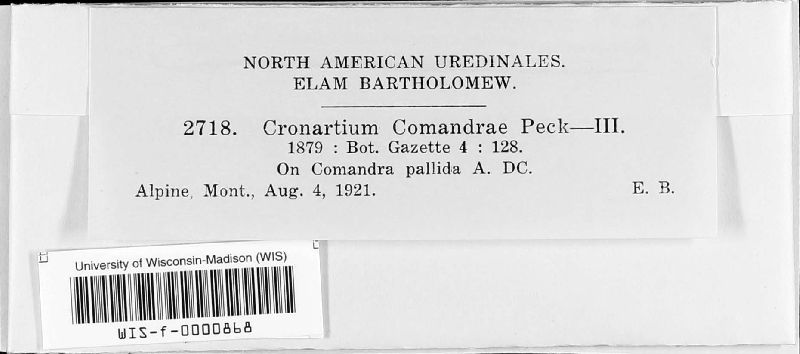 NORTH AMERICAN UREDINALES.
ELAM BARTHOLOMEW.
2718. Cronartium Comandrae Peck—III.
1879 : Bot. Gazette 4 : 128.
On Comandra pallida A. DC.
Alpine, Mont., Aug. 4, 1921. E. B.
University of Wisconsin-Madison (WIS)
WIS-f-0000868